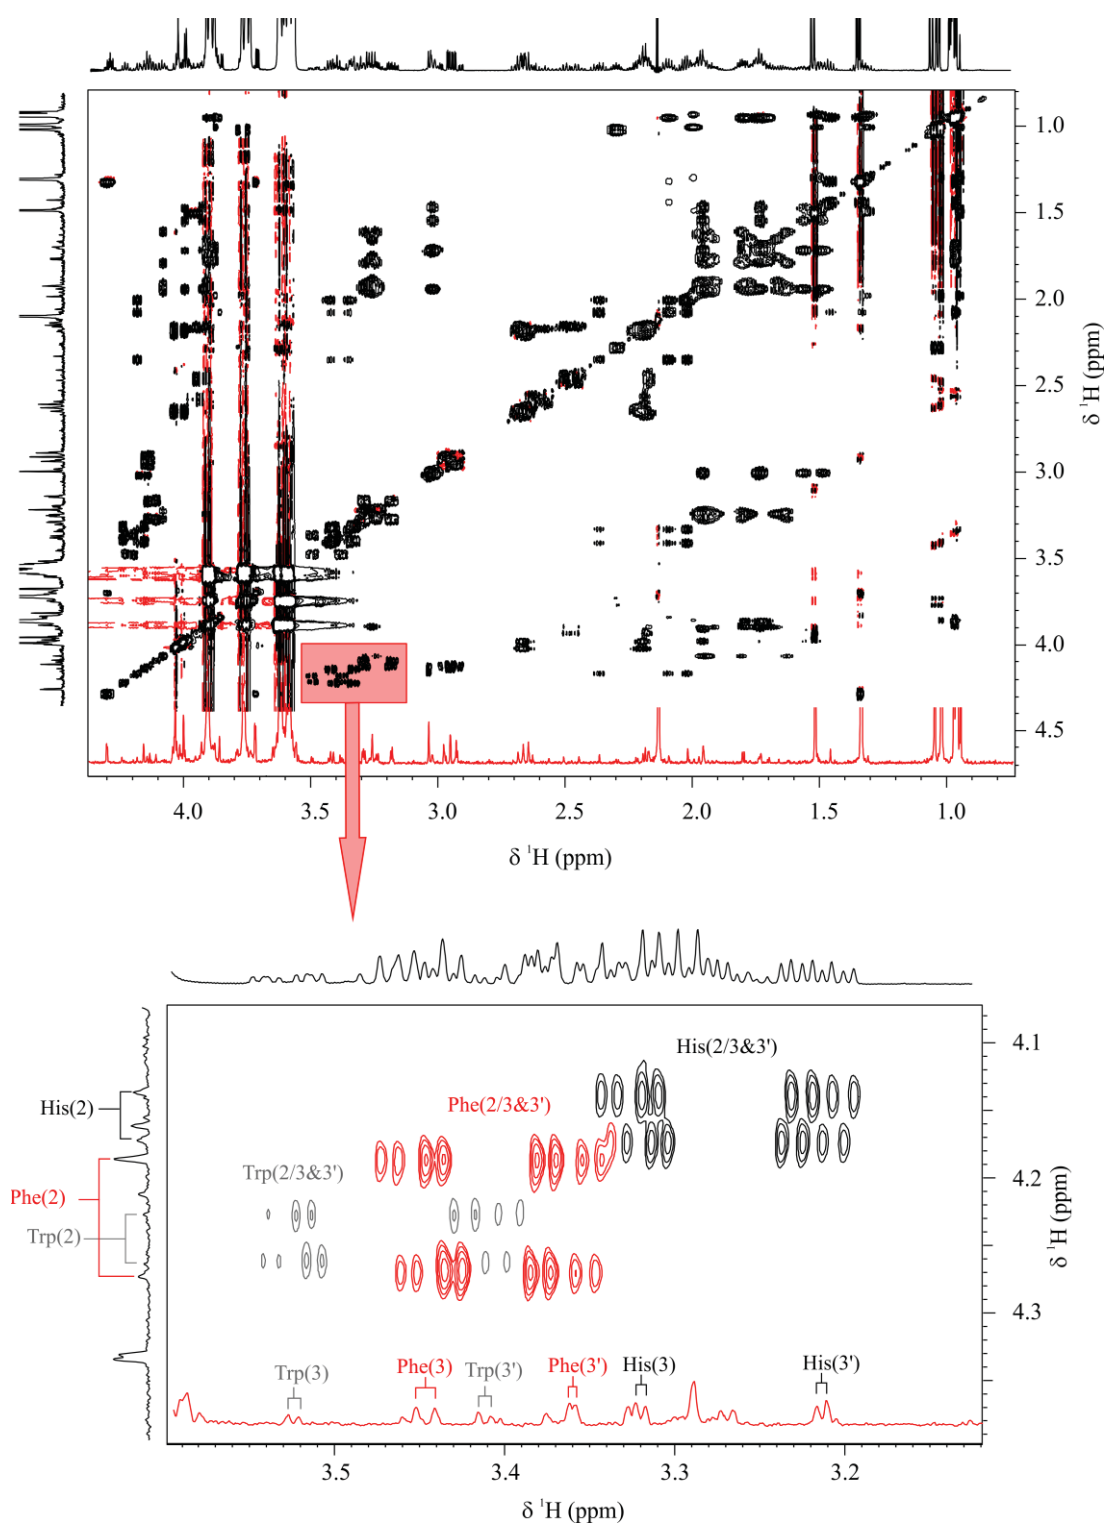 1.0
1.5
2.0
2.5
3.0
3.5
4.0
4.5
δ ¹H (ppm)
4.0 3.5 3.0 2.5 2.0 1.5 1.0
δ ¹H (ppm)
His(2/3&3')
Phe(2/3&3')
Trp(2/3&3')
His(2)
Phe(2)
Trp(2)
4.1
4.2
4.3
δ ¹H (ppm)
Trp(3) Phe(3) Trp(3') Phe(3') His(3) His(3')
3.5 3.4 3.3 3.2
δ ¹H (ppm)